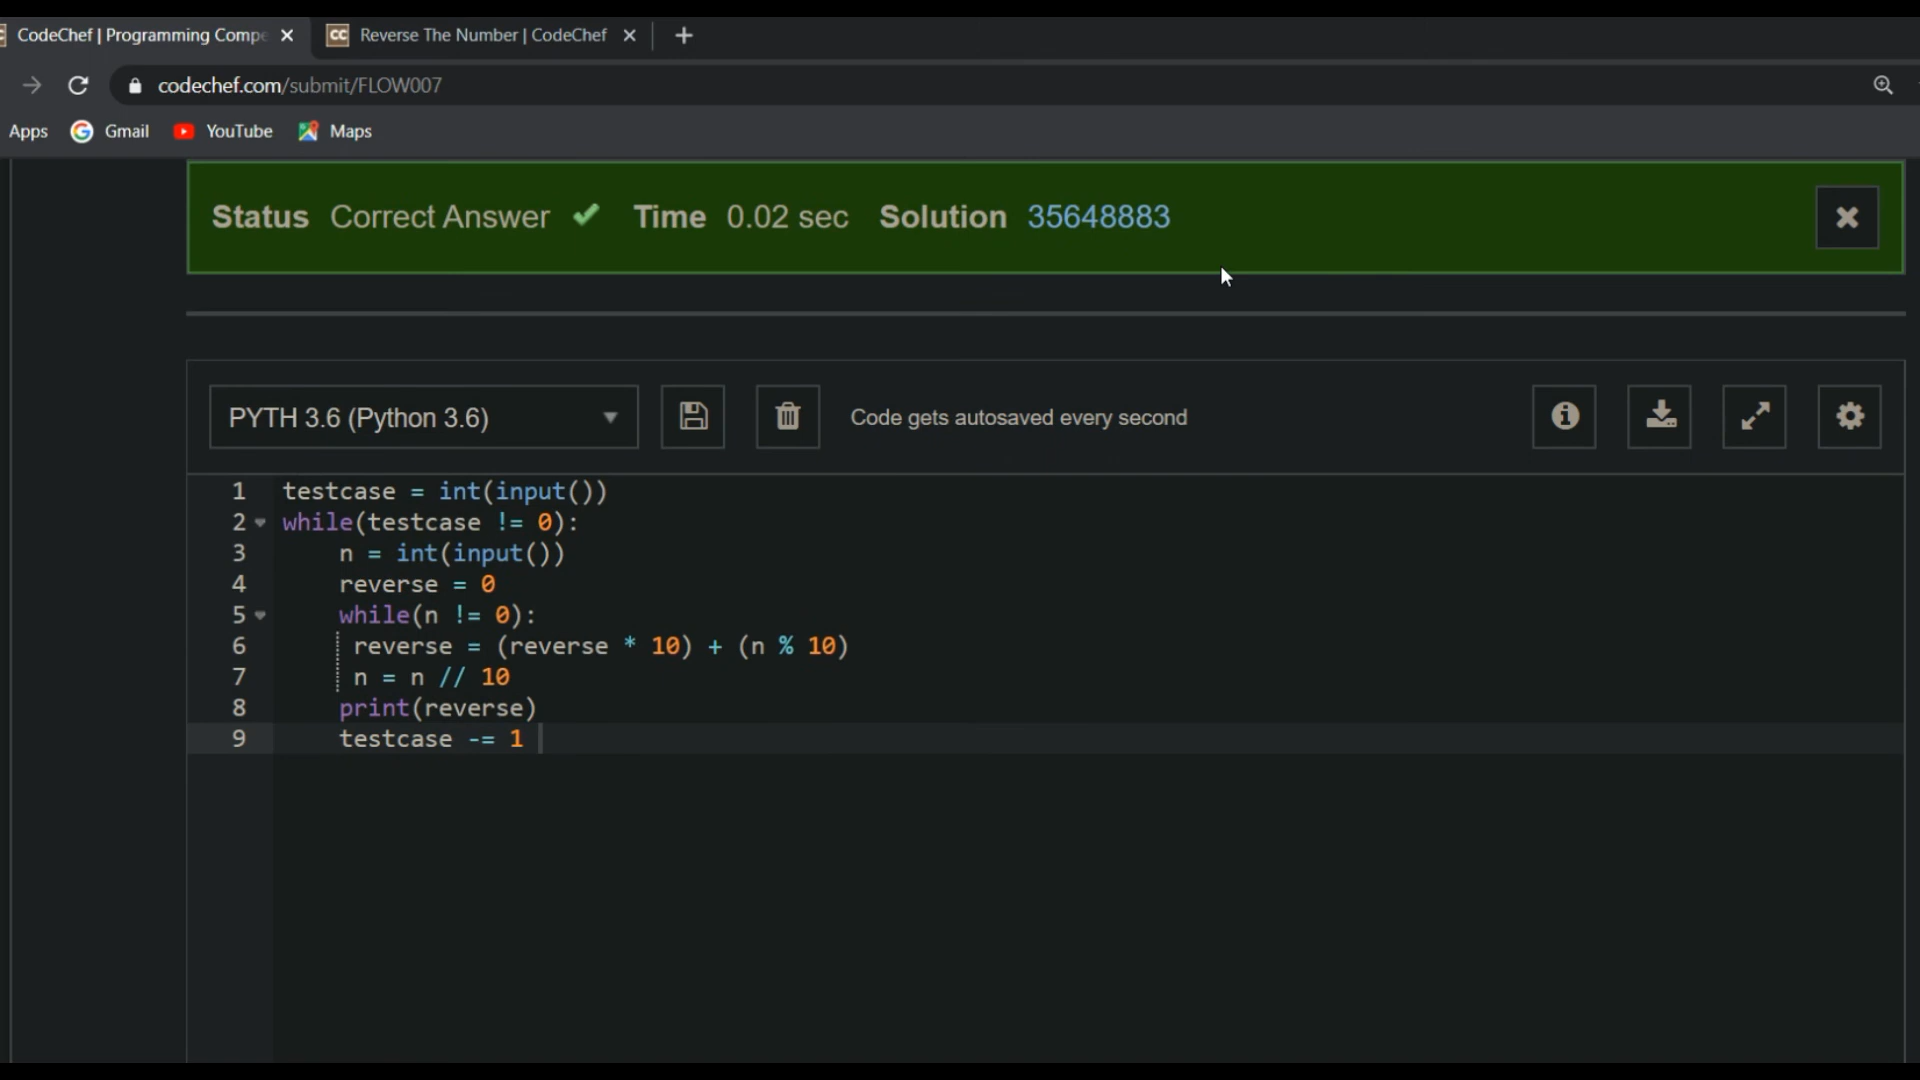 CodeChef | Programming Compe
Reverse The Number | CodeChef
codechef.com/submit/FLOW007
Apps Gmail YouTube Maps
Status Correct Answer ✔ Time 0.02 sec Solution 35648883
PYTH 3.6 (Python 3.6) Code gets autosaved every second
1 testcase = int(input())
2 while(testcase != 0):
3 n = int(input())
4 reverse = 0
5 while(n != 0):
6 reverse = (reverse * 10) + (n % 10)
7 n = n // 10
8 print(reverse)
9 testcase -= 1